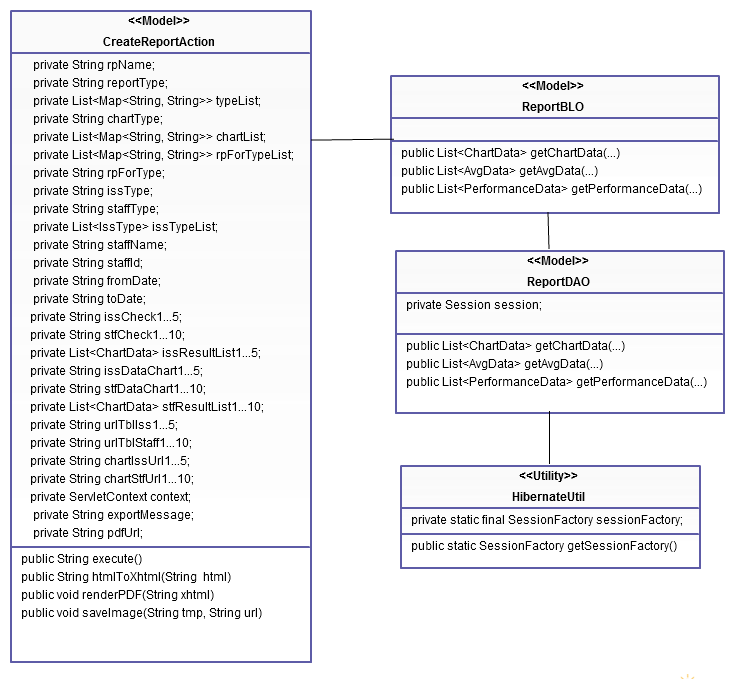 <<Model>>
CreateReportAction
private String rpName;
private String reportType;
private List<Map<String, String>> typeList;
private String chartType;
private List<Map<String, String>> chartList;
private List<Map<String, String>> rpForTypeList;
private String rpForType;
private String issType;
private String staffType;
private List<IssType> issTypeList;
private String staffName;
private String staffId;
private String fromDate;
private String toDate;
private String issCheck1...5;
private String stfCheck1...10;
private List<ChartData> issResultList1...5;
private String issDataChart1...5;
private String stfDataChart1...10;
private List<ChartData> stfResultList1...10;
private String urlTblIss1...5;
private String urlTblStaff1...10;
private String chartIssUrl1...5;
private String chartStfUrl1...10;
private ServletContext context;
private String exportMessage;
private String pdfUrl;
public String execute()
public String htmlToXhtml(String html)
public void renderPDF(String xhtml)
public void saveImage(String tmp, String url)
<<Model>>
ReportBLO
public List<ChartData> getChartData(...)
public List<AvgData> getAvgData(...)
public List<PerformanceData> getPerformanceData(...)
<<Model>>
ReportDAO
private Session session;
public List<ChartData> getChartData(...)
public List<AvgData> getAvgData(...)
public List<PerformanceData> getPerformanceData(...)
<<Utility>>
HibernateUtil
private static final SessionFactory sessionFactory;
public static SessionFactory getSessionFactory()